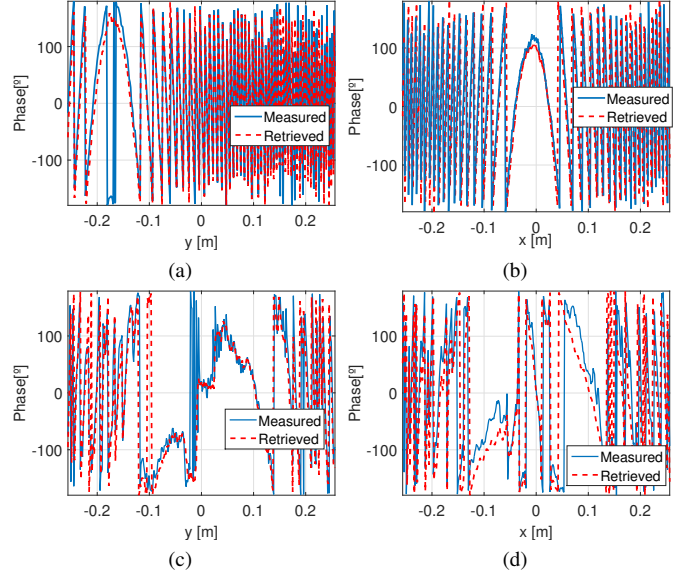 100
0
-100
Phase[º]
Measured
Retrieved
-0.2 -0.1 0 0.1 0.2
y [m]
(a)
100
0
-100
Phase[º]
Measured
Retrieved
-0.2 -0.1 0 0.1 0.2
x [m]
(b)
100
0
-100
Phase[º]
Measured
Retrieved
-0.2 -0.1 0 0.1 0.2
y [m]
(c)
100
0
-100
Phase[º]
Measured
Retrieved
-0.2 -0.1 0 0.1 0.2
x [m]
(d)